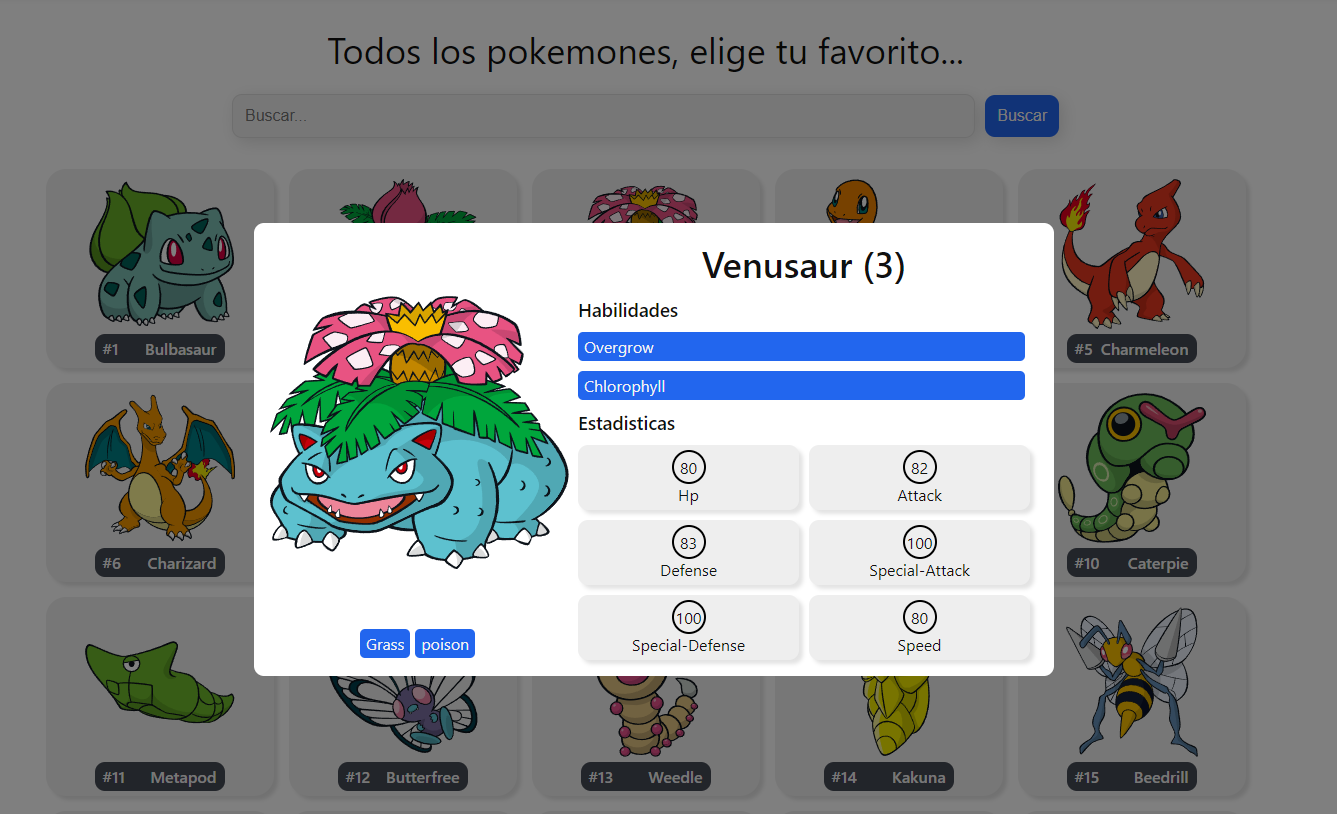 Todos los pokemones, elige tu favorito...
Buscar...
Buscar
#1 Bulbasaur
#5 Charmeleon
Venusaur (3)
Habilidades
Overgrow
Chlorophyll
Estadisticas
80
Hp
82
Attack
83
Defense
100
Special-Attack
100
Special-Defense
80
Speed
Grass poison
#6 Charizard
#10 Caterpie
#11 Metapod
#12 Butterfree
#13 Weedle
#14 Kakuna
#15 Beedrill